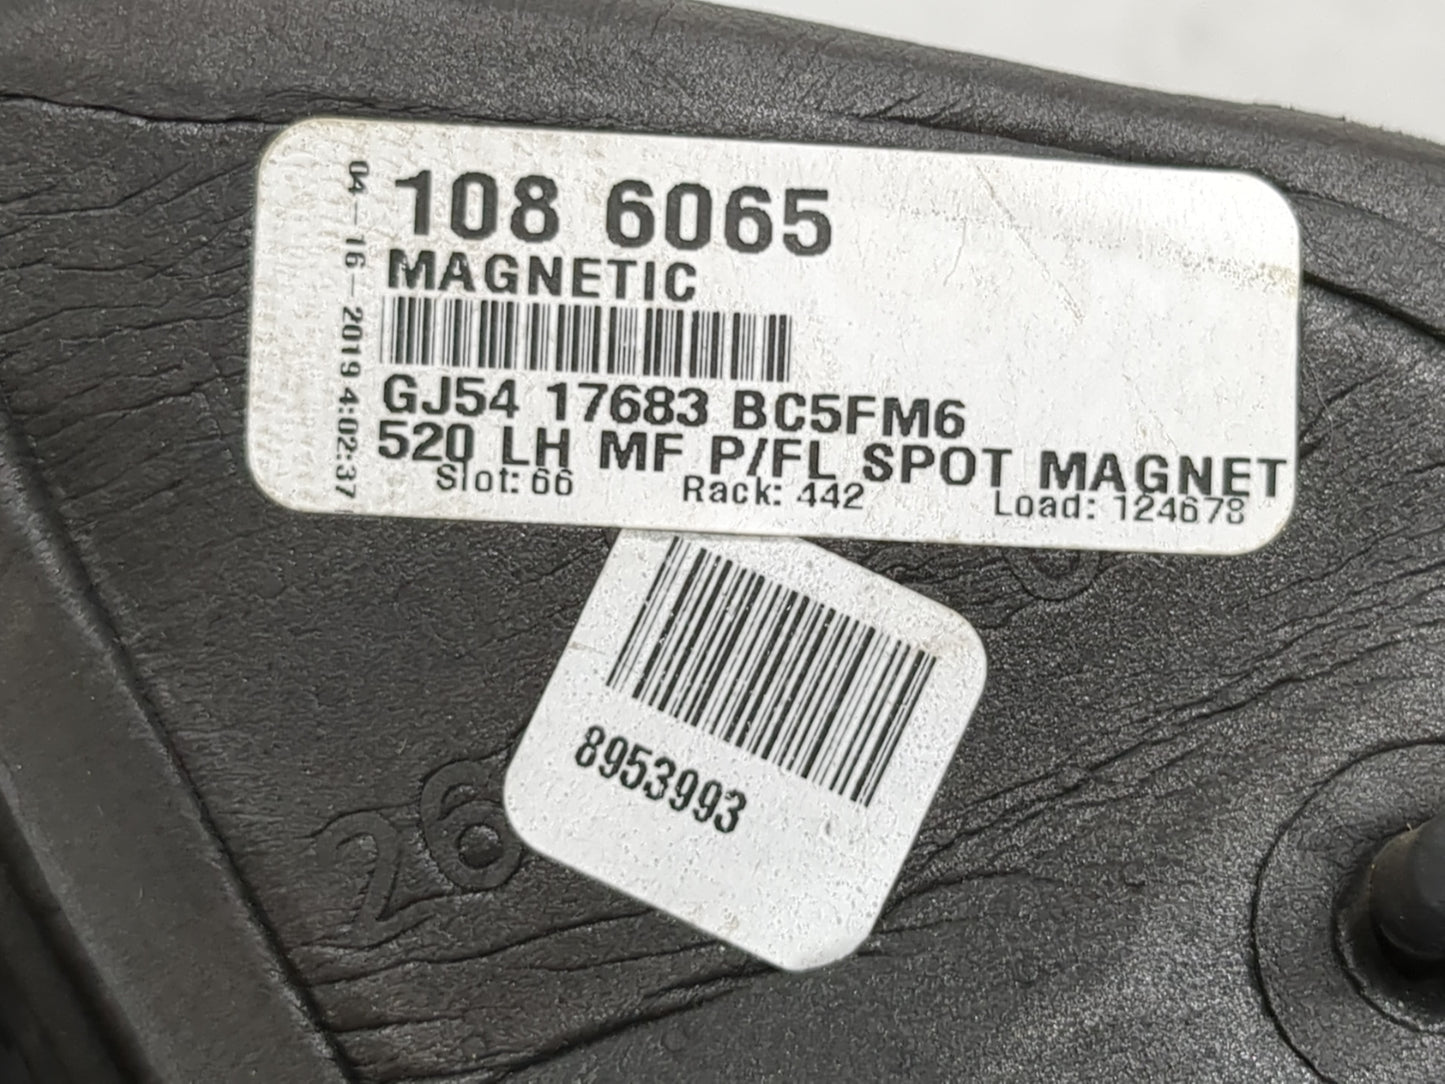 04-16-2019 4:02:37
108 6065
MAGNETIC
GJ54 17683 BC5FM6
520 LH MF P/FL SPOT MAGNET
Slot: 66 Rack: 442 Load: 124678
8953993
26